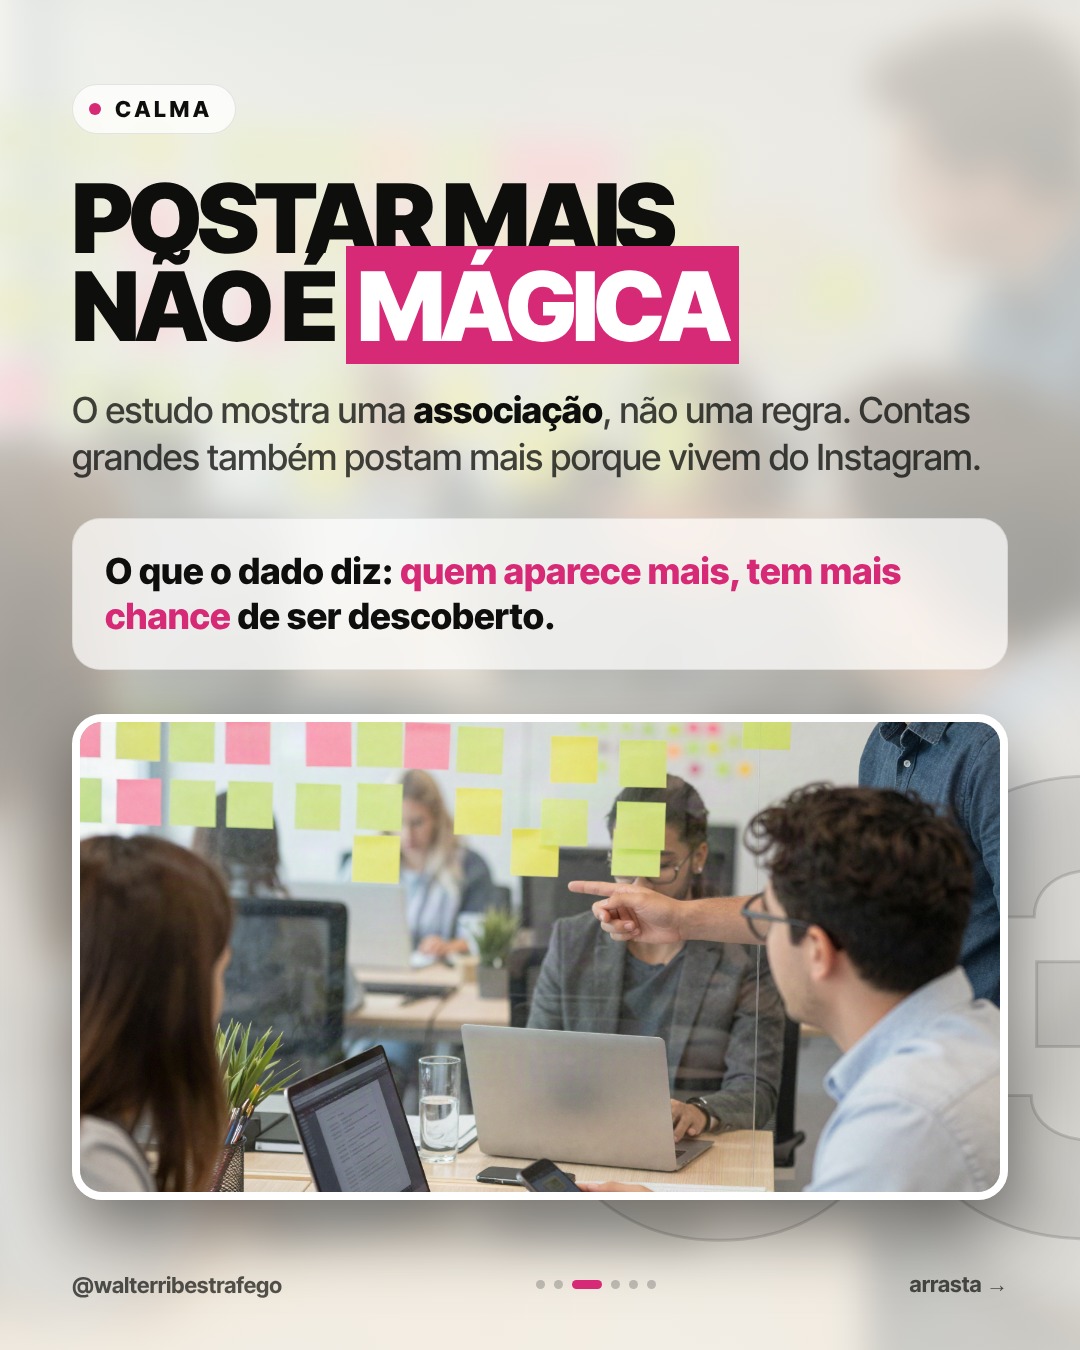 CALMA
POSTAR MAIS
NÃO É MÁGICA
O estudo mostra uma associação, não uma regra. Contas
grandes também postam mais porque vivem do Instagram.
O que o dado diz: quem aparece mais, tem mais
chance de ser descoberto.
@walterribestrafego
arrasta →